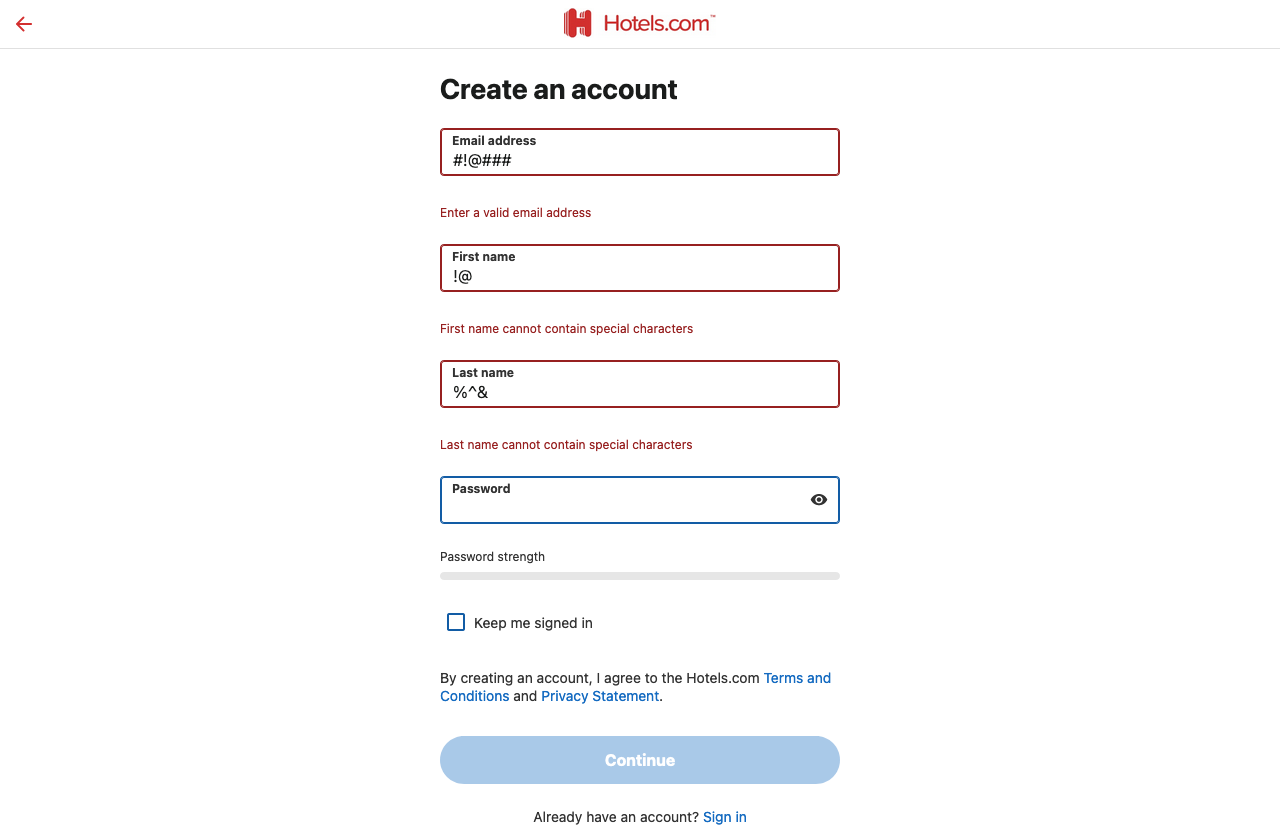 Hotels.com™
Create an account
Email address
#!@###
Enter a valid email address
First name
!@
First name cannot contain special characters
Last name
%^&
Last name cannot contain special characters
Password
Password strength
Keep me signed in
By creating an account, I agree to the Hotels.com Terms and
Conditions and Privacy Statement.
Continue
Already have an account? Sign in